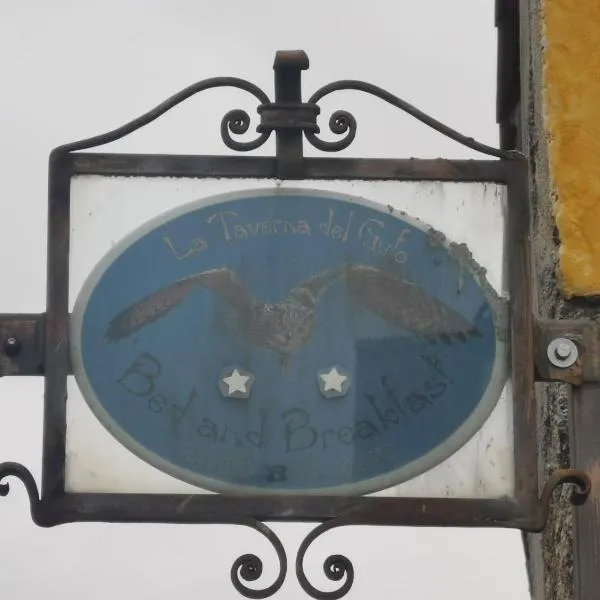 La Taverna del Gufo
Bed and Breakfast